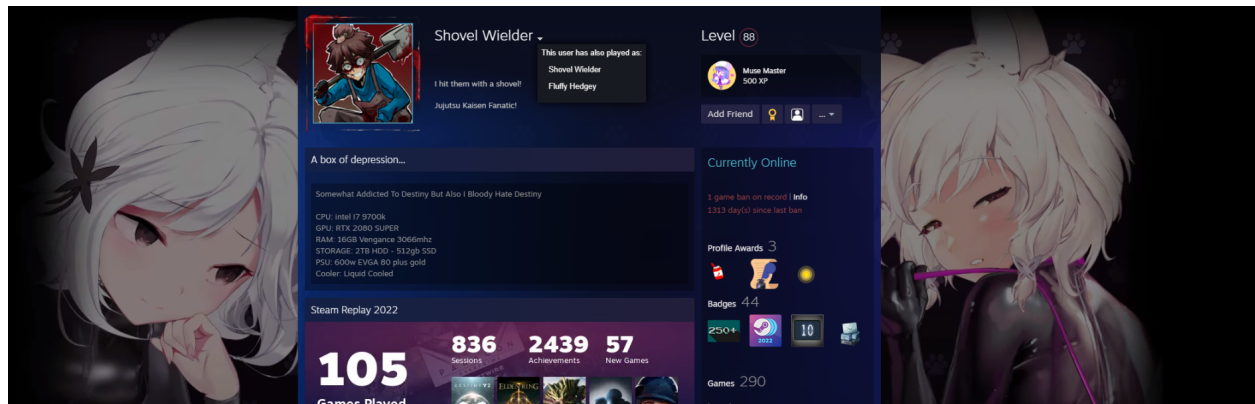 Shovel Wielder
This user has also played as:
Shovel Wielder
Fluffy Hedgey
I hit them with a shovel!
Jujutsu Kaisen Fanatic!
Level 88
Muse Master
500 XP
Add Friend
...
A box of depression...
Somewhat Addicted To Destiny But Also I Bloody Hate Destiny
CPU: intel I7 9700k
GPU: RTX 2080 SUPER
RAM: 16GB Vengance 3066mhz
STORAGE: 2TB HDD - 512gb SSD
PSU: 600w EVGA 80 plus gold
Cooler: Liquid Cooled
Steam Replay 2022
105
Games Played
836
Sessions
2439
Achievements
57
New Games
DESTINY 2
ELDEN RING
Currently Online
1 game ban on record | Info
1313 day(s) since last ban
Profile Awards 3
Badges 44
250+
2022
10
Games 290